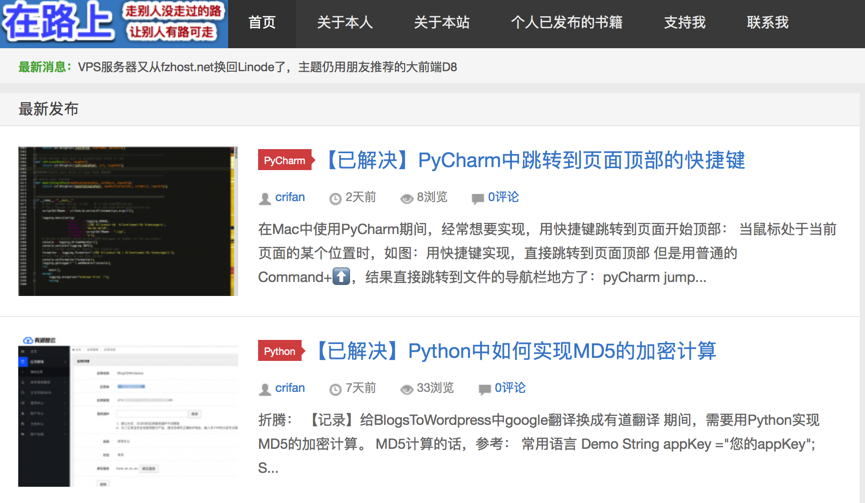 在路上
走别人没走过的路
让别人有路可走
首页 关于本人 关于本站 个人已发布的书籍 支持我 联系我
最新消息：VPS服务器又从fzhost.net换回Linode了，主题仍用朋友推荐的大前端D8
最新发布
PyCharm 【已解决】PyCharm中跳转到页面顶部的快捷键
crifan 2天前 8浏览 0评论
在Mac中使用PyCharm期间，经常想要实现，用快捷键跳转到页面开始顶部： 当鼠标处于当前
页面的某个位置时，如图：用快捷键实现，直接跳转到页面顶部 但是用普通的
Command+⬆️，结果直接跳转到文件的导航栏地方了：pyCharm jump...
Python 【已解决】Python中如何实现MD5的加密计算
crifan 7天前 33浏览 0评论
折腾： 【记录】给BlogsToWordpress中google翻译换成有道翻译 期间，需要用Python实现
MD5的加密计算。 MD5计算的话，参考： 常用语言 Demo String appKey ="您的appKey";
S...